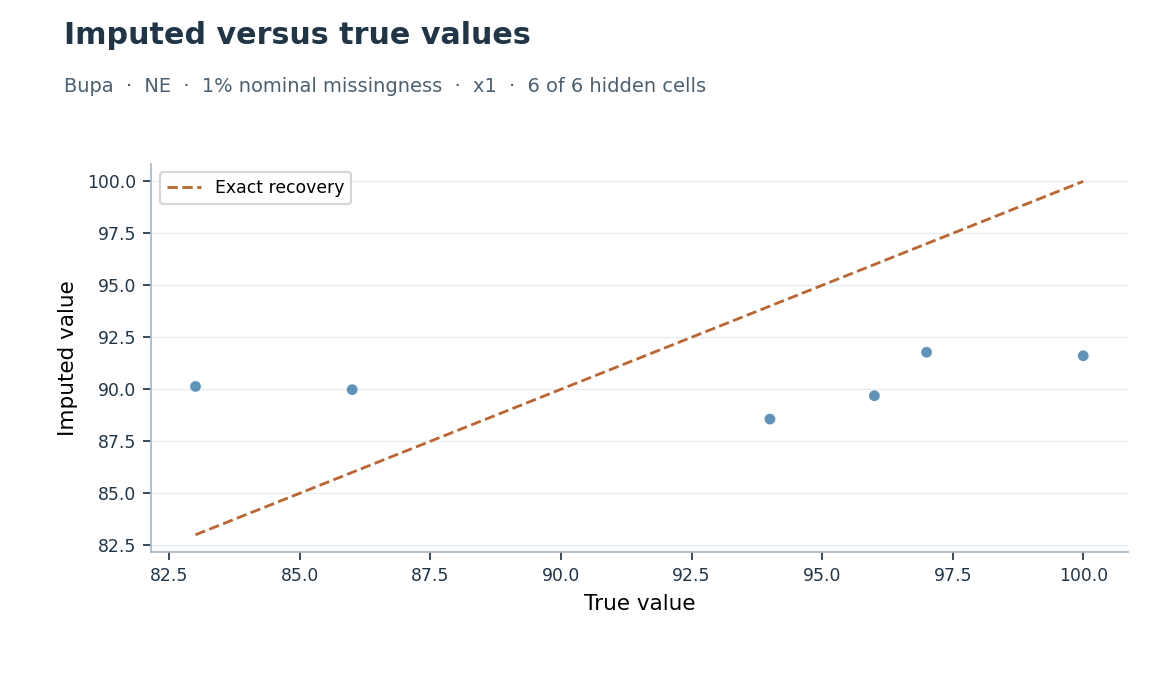 Imputed versus true values
Bupa · NE · 1% nominal missingness · x1 · 6 of 6 hidden cells
Exact recovery
100.0
97.5
95.0
92.5
90.0
87.5
85.0
82.5
Imputed value
82.5 85.0 87.5 90.0 92.5 95.0 97.5 100.0
True value